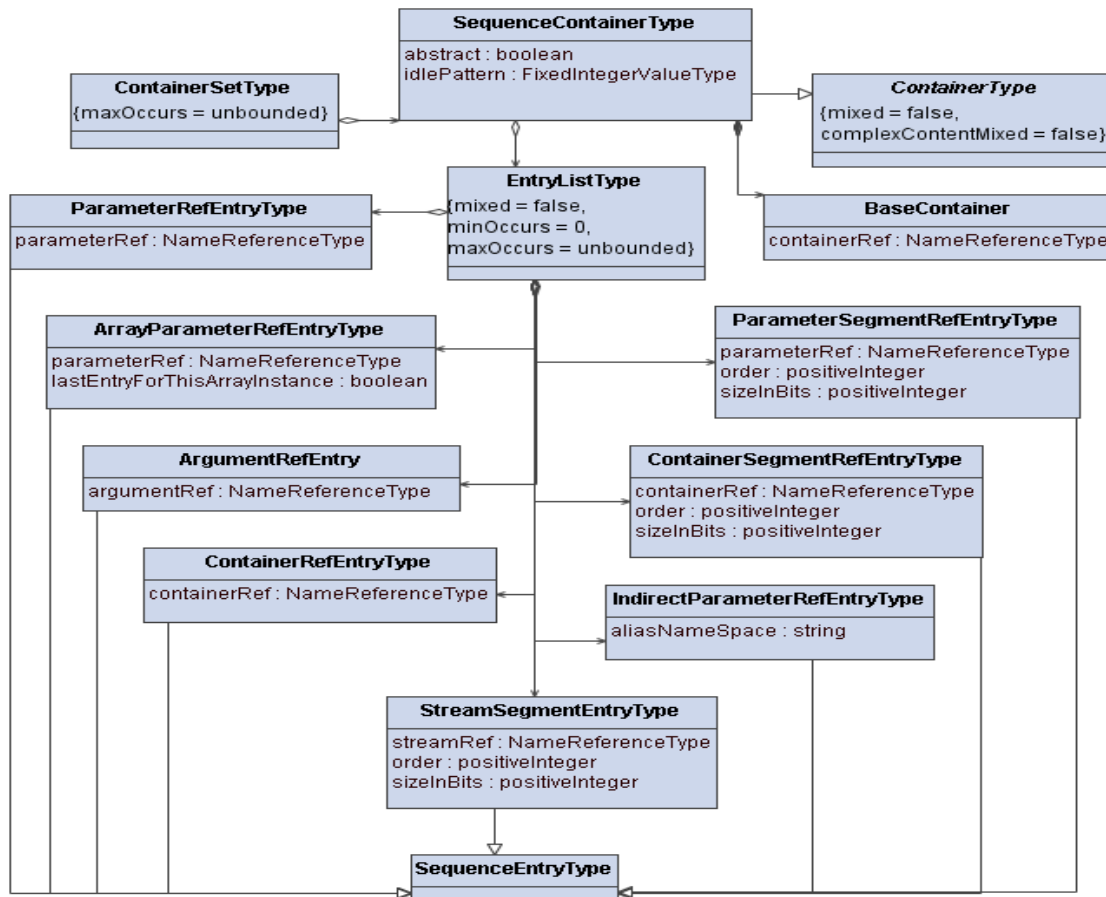 SequenceContainerType
abstract : boolean
idlePattern : FixedIntegerValueType
ContainerSetType
{maxOccurs = unbounded}
ContainerType
{mixed = false,
complexContentMixed = false}
EntryListType
{mixed = false,
minOccurs = 0,
maxOccurs = unbounded}
ParameterRefEntryType
parameterRef : NameReferenceType
BaseContainer
containerRef : NameReferenceType
ArrayParameterRefEntryType
parameterRef : NameReferenceType
lastEntryForThisArrayInstance : boolean
ParameterSegmentRefEntryType
parameterRef : NameReferenceType
order : positiveInteger
sizeInBits : positiveInteger
ArgumentRefEntry
argumentRef : NameReferenceType
ContainerSegmentRefEntryType
containerRef : NameReferenceType
order : positiveInteger
sizeInBits : positiveInteger
ContainerRefEntryType
containerRef : NameReferenceType
IndirectParameterRefEntryType
aliasNameSpace : string
StreamSegmentEntryType
streamRef : NameReferenceType
order : positiveInteger
sizeInBits : positiveInteger
SequenceEntryType